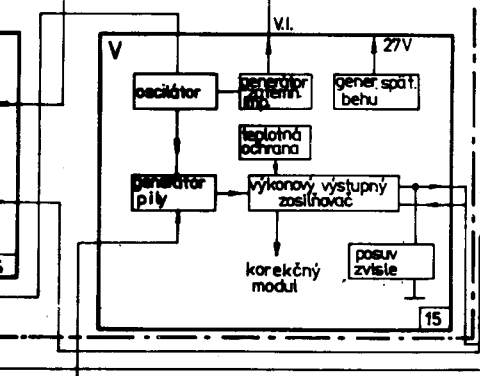 V.I.
V
27V
oscilátor
generátor
zatemň.
imp.
gener. spät.
behu
teplotná
ochrana
generátor
píly
výkonový výstupný
zosilňovač
korekčný
modul
posuv
zvisle
15